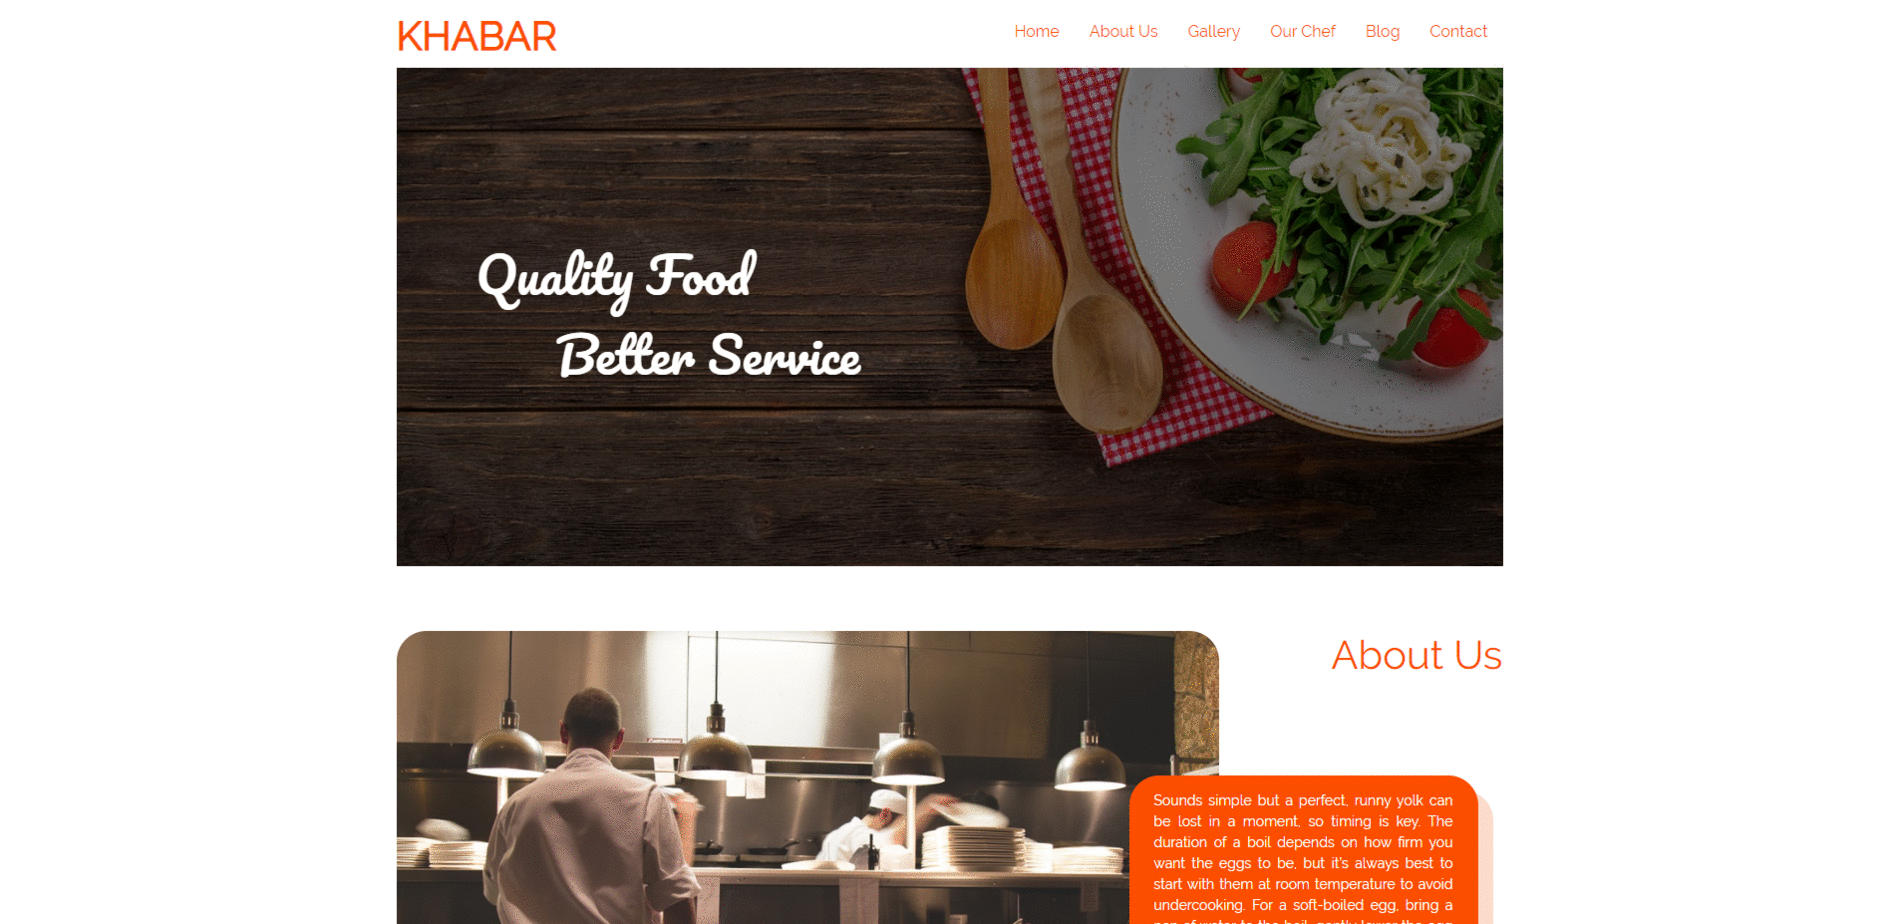 KHABAR
Home About Us Gallery Our Chef Blog Contact
Quality Food
Better Service
About Us
Sounds simple but a perfect, runny yolk can
be lost in a moment, so timing is key. The
duration of a boil depends on how firm you
want the eggs to be, but it's always best to
start with them at room temperature to avoid
undercooking. For a soft-boiled egg, bring a